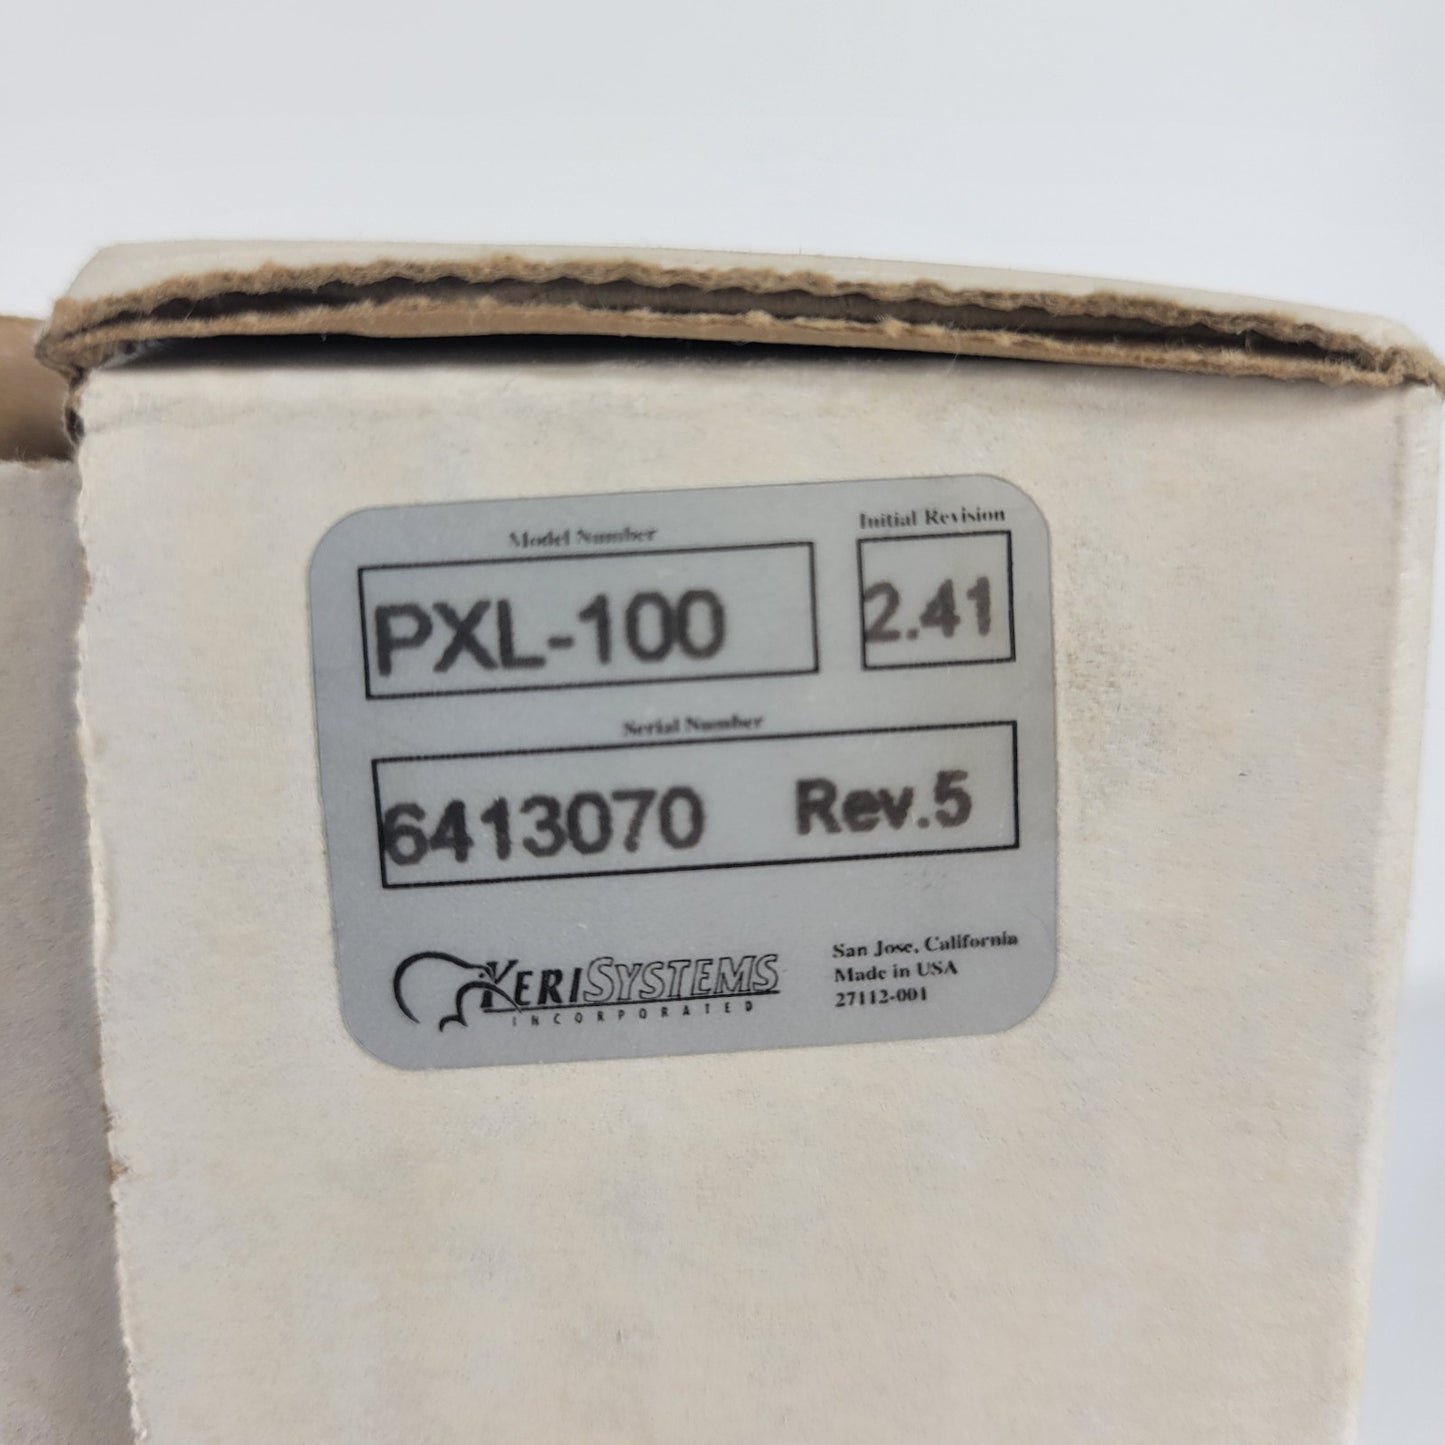 Model Number
Initial Revision
PXL-100
2.41
Serial Number
6413070 Rev.5
KERISYSTEMS
INCORPORATED
San Jose, California
Made in USA
27112-001